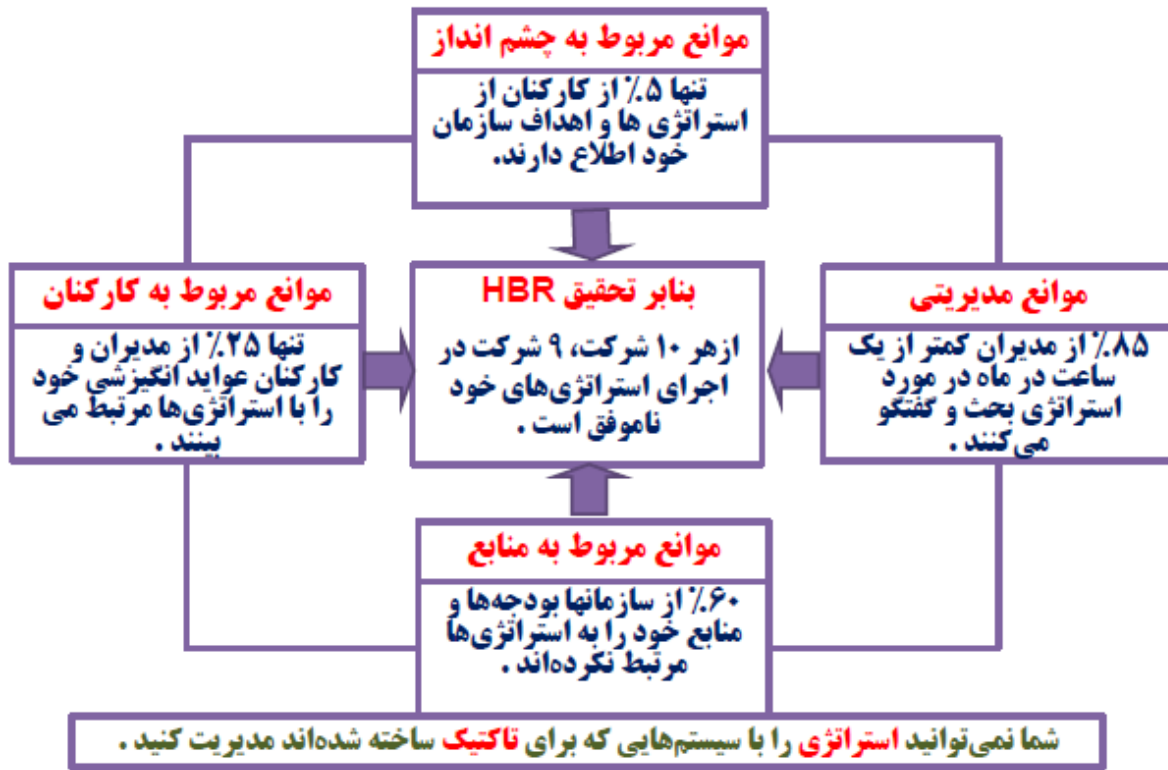 موانع مربوط به چشم انداز
تنها ۵٪ از کارکنان از
استراتژی ها و اهداف سازمان
خود اطلاع دارند.
موانع مدیریتی
۸۵٪ از مدیران کمتر از یک
ساعت در ماه در مورد
استراتژی بحث و گفتگو
می‌کنند .
بنابر تحقیق HBR
ازهر ۱۰ شرکت، ۹ شرکت در
اجرای استراتژی‌های خود
ناموفق است .
موانع مربوط به کارکنان
تنها ۲۵٪ از مدیران و
کارکنان عواید انگیزشی خود
را با استراتژی‌ها مرتبط می
بینند .
موانع مربوط به منابع
۶۰٪ از سازمانها بودجه‌ها و
منابع خود را به استراتژی‌ها
مرتبط نکرده‌اند .
شما نمی‌توانید استراتژی را با سیستم‌هایی که برای تاکتیک ساخته شده‌اند مدیریت کنید .